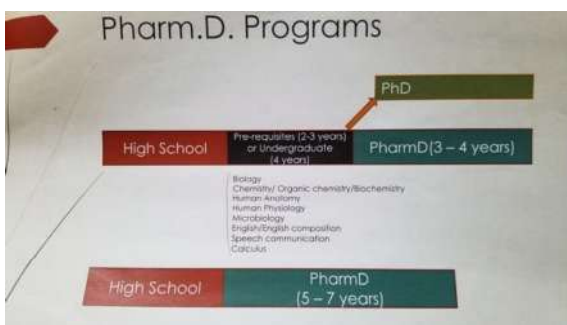 Pharm.D. Programs
PhD
High School
Pre-requisites (2-3 years)
or Undergraduate
(4 years)
PharmD(3 – 4 years)
Biology
Chemistry/ Organic chemistry/Biochemistry
Human Anatomy
Human Physiology
Microbiology
English/English composition
Speech communication
Calculus
High School
PharmD
(5 – 7 years)